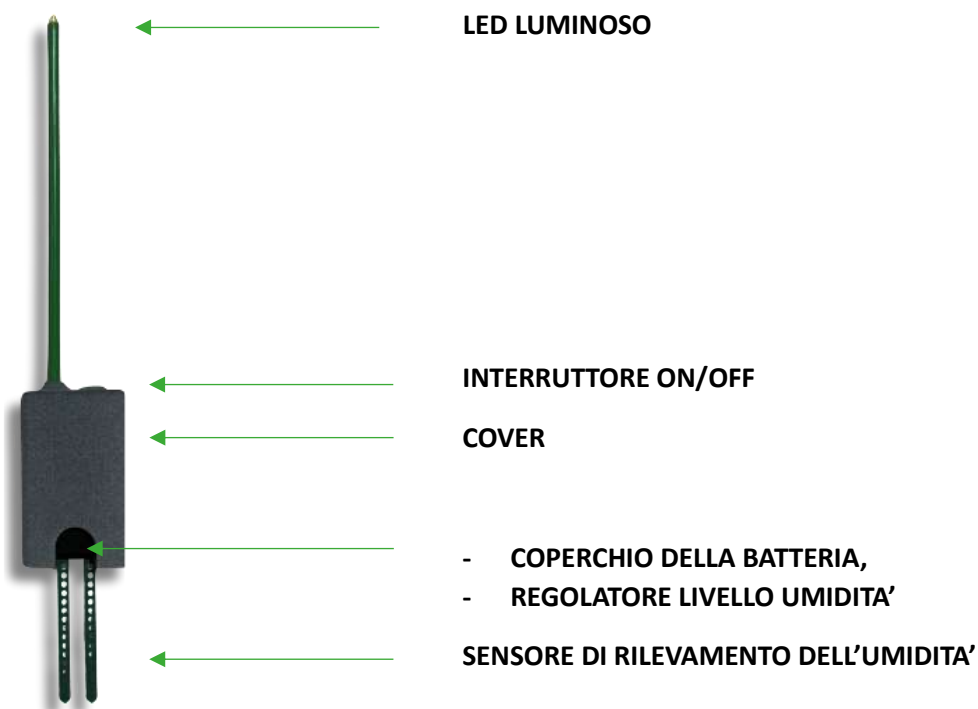 LED LUMINOSO
INTERRUTTORE ON/OFF
COVER
- COPERCHIO DELLA BATTERIA,
- REGOLATORE LIVELLO UMIDITA’
SENSORE DI RILEVAMENTO DELL’UMIDITA’